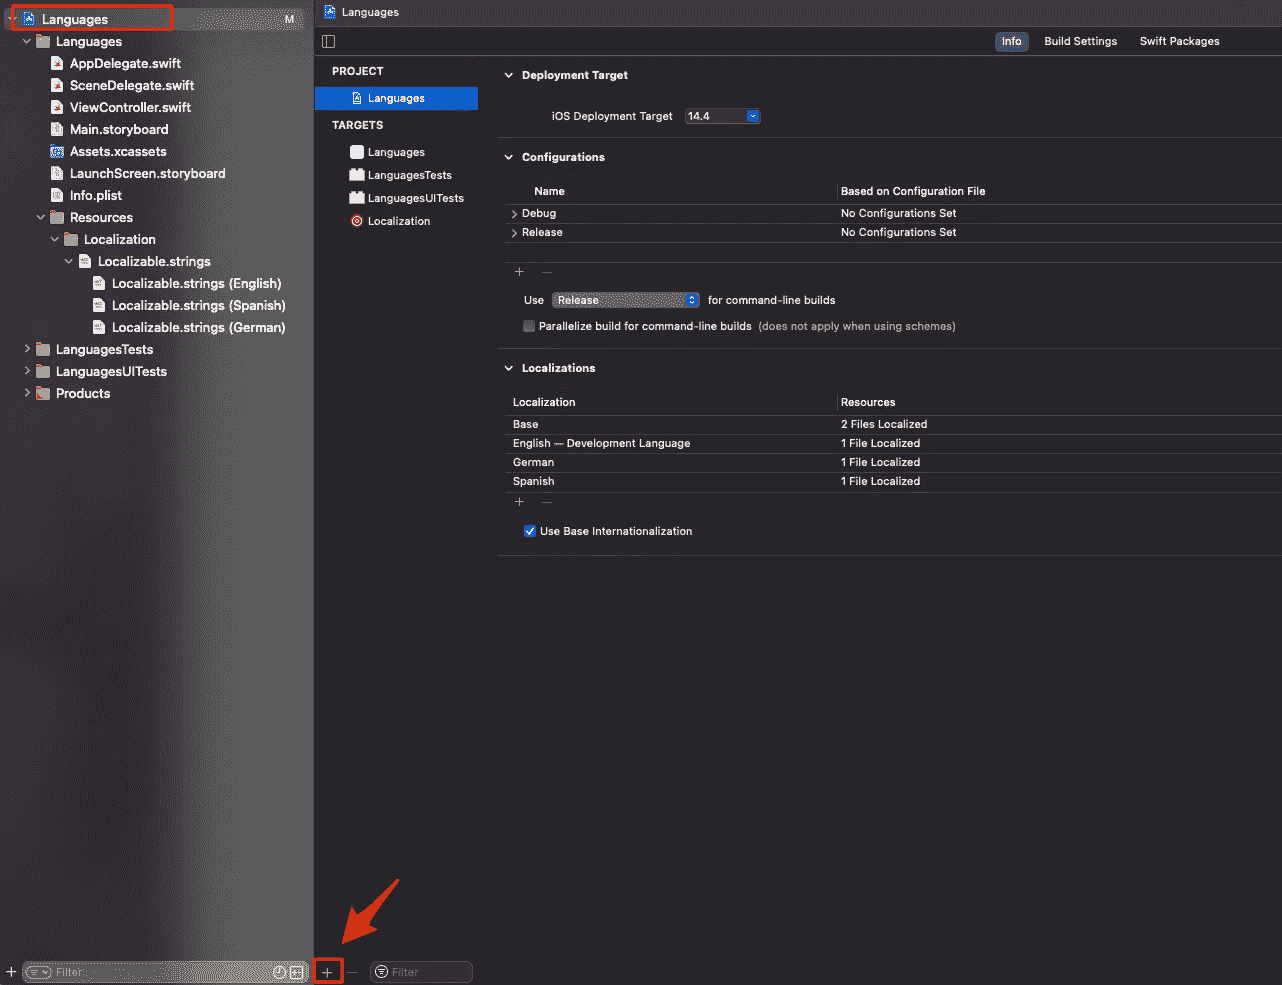 Languages
M
Languages
AppDelegate.swift
SceneDelegate.swift
ViewController.swift
Main.storyboard
Assets.xcassets
LaunchScreen.storyboard
Info.plist
Resources
Localization
Localizable.strings
Localizable.strings (English)
Localizable.strings (Spanish)
Localizable.strings (German)
LanguagesTests
LanguagesUITests
Products
Filter
Languages
Info Build Settings Swift Packages
PROJECT
Languages
TARGETS
Languages
LanguagesTests
LanguagesUITests
Localization
Filter
Deployment Target
iOS Deployment Target 14.4
Configurations
Name Based on Configuration File
Debug No Configurations Set
Release No Configurations Set
+ —
Use Release for command-line builds
Parallelize build for command-line builds (does not apply when using schemes)
Localizations
Localization Resources
Base 2 Files Localized
English — Development Language 1 File Localized
German 1 File Localized
Spanish 1 File Localized
+ —
Use Base Internationalization